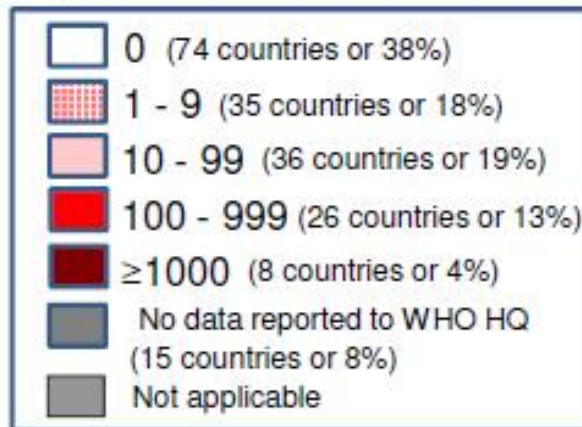 0 (74 countries or 38%)
1 - 9 (35 countries or 18%)
10 - 99 (36 countries or 19%)
100 - 999 (26 countries or 13%)
≥1000 (8 countries or 4%)
No data reported to WHO HQ
(15 countries or 8%)
Not applicable